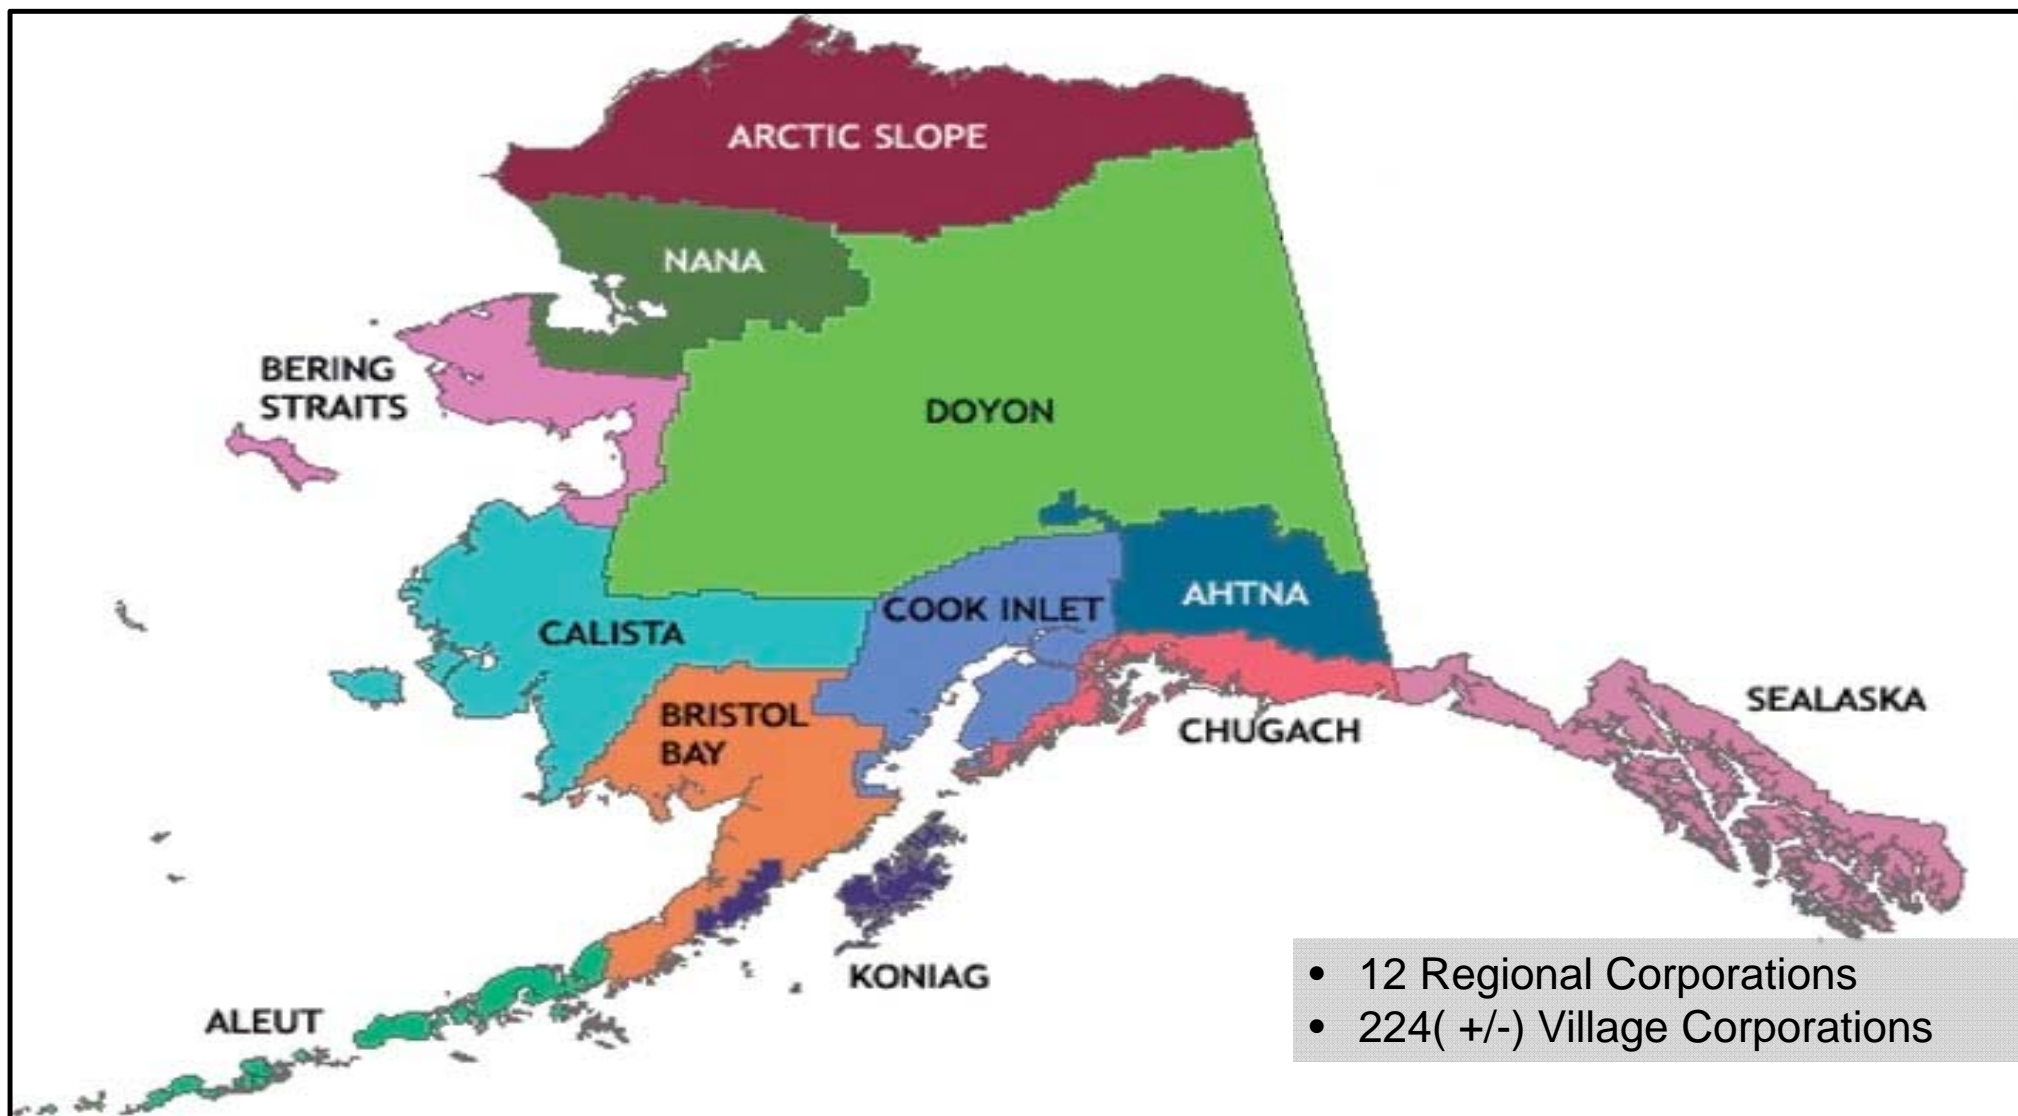 ARCTIC SLOPE
NANA
BERING
STRAITS
DOYON
AHTNA
COOK INLET
CALISTA
BRISTOL
BAY
CHUGACH
SEALASKA
KONIAG
ALEUT
• 12 Regional Corporations
• 224( +/-) Village Corporations